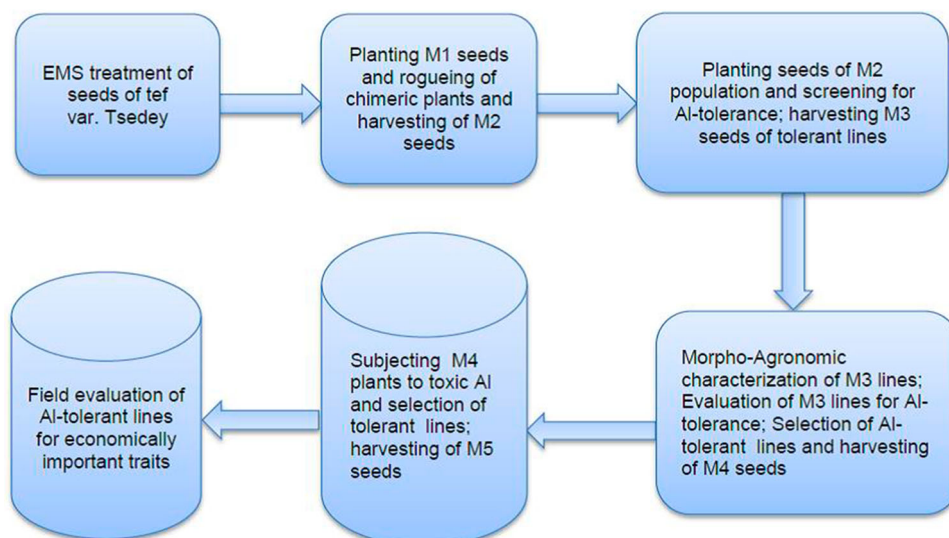 EMS treatment of
seeds of tef
var. Tsedey
Planting M1 seeds
and rogueing of
chimeric plants and
harvesting of M2
seeds
Planting seeds of M2
population and screening for
Al-tolerance; harvesting M3
seeds of tolerant lines
Morpho-Agronomic
characterization of M3 lines;
Evaluation of M3 lines for Al-
tolerance; Selection of Al-
tolerant lines and harvesting
of M4 seeds
Subjecting M4
plants to toxic Al
and selection of
tolerant lines;
harvesting of M5
seeds
Field evaluation of
Al-tolerant lines
for economically
important traits